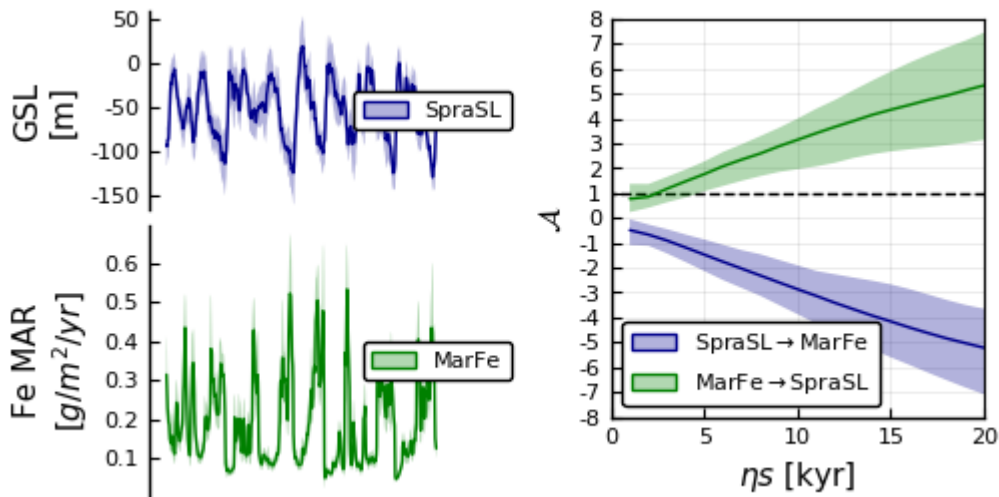 50
0
-50
-100
-150
GSL
[m]
SpraSL
0.6
0.5
0.4
0.3
0.2
0.1
Fe MAR
[g/m²/yr]
MarFe
8
7
6
5
4
3
2
1
0
-1
-2
-3
-4
-5
-6
-7
-8
𝒜
SpraSL → MarFe
MarFe → SpraSL
0 5 10 15 20
ηs [kyr]